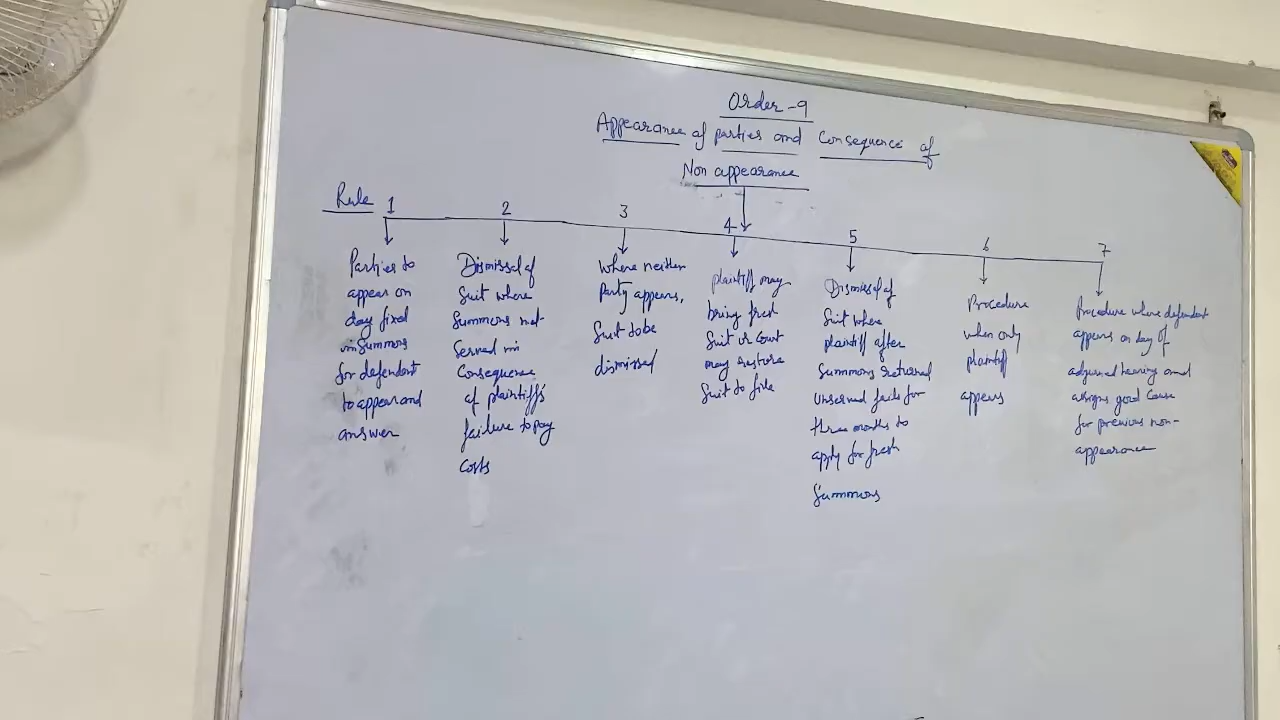 Order-9
Appearance of parties and Consequence of
Non appearance
Rule 1 2 3 4 5 6 7
Parties to
appear on
day fixed
in Summons
for defendant
to appear and
answer
Dismissal of
Suit where
Summons not
Served in
Consequence
of plaintiff's
failure to pay
Costs
where neither
Party appears,
Suit to be
dismissed
plaintiff may
bring fresh
Suit or Court
may restore
Suit to file
Dismissal of
Suit where
plaintiff after
Summons returned
unserved fails for
three months to
apply for fresh
Summons
Procedure
when only
plaintiff
appears
Procedure where defendant
appears on day of
adjourned hearing and
assigns good Cause
for previous non-
appearance